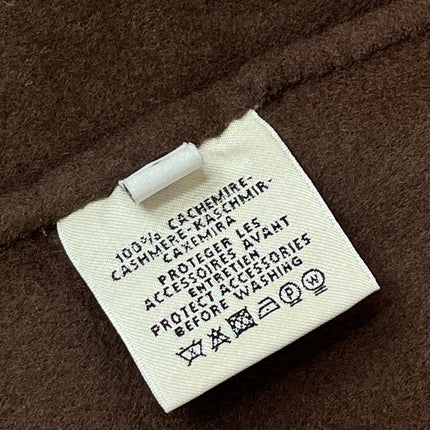 100% CACHEMIRE-
CASHMERE-KASCHMIR-
CAXEMIRA
PROTEGER LES
ACCESSOIRES AVANT
ENTRETIEN
PROTECT ACCESSORIES
BEFORE WASHING
P W